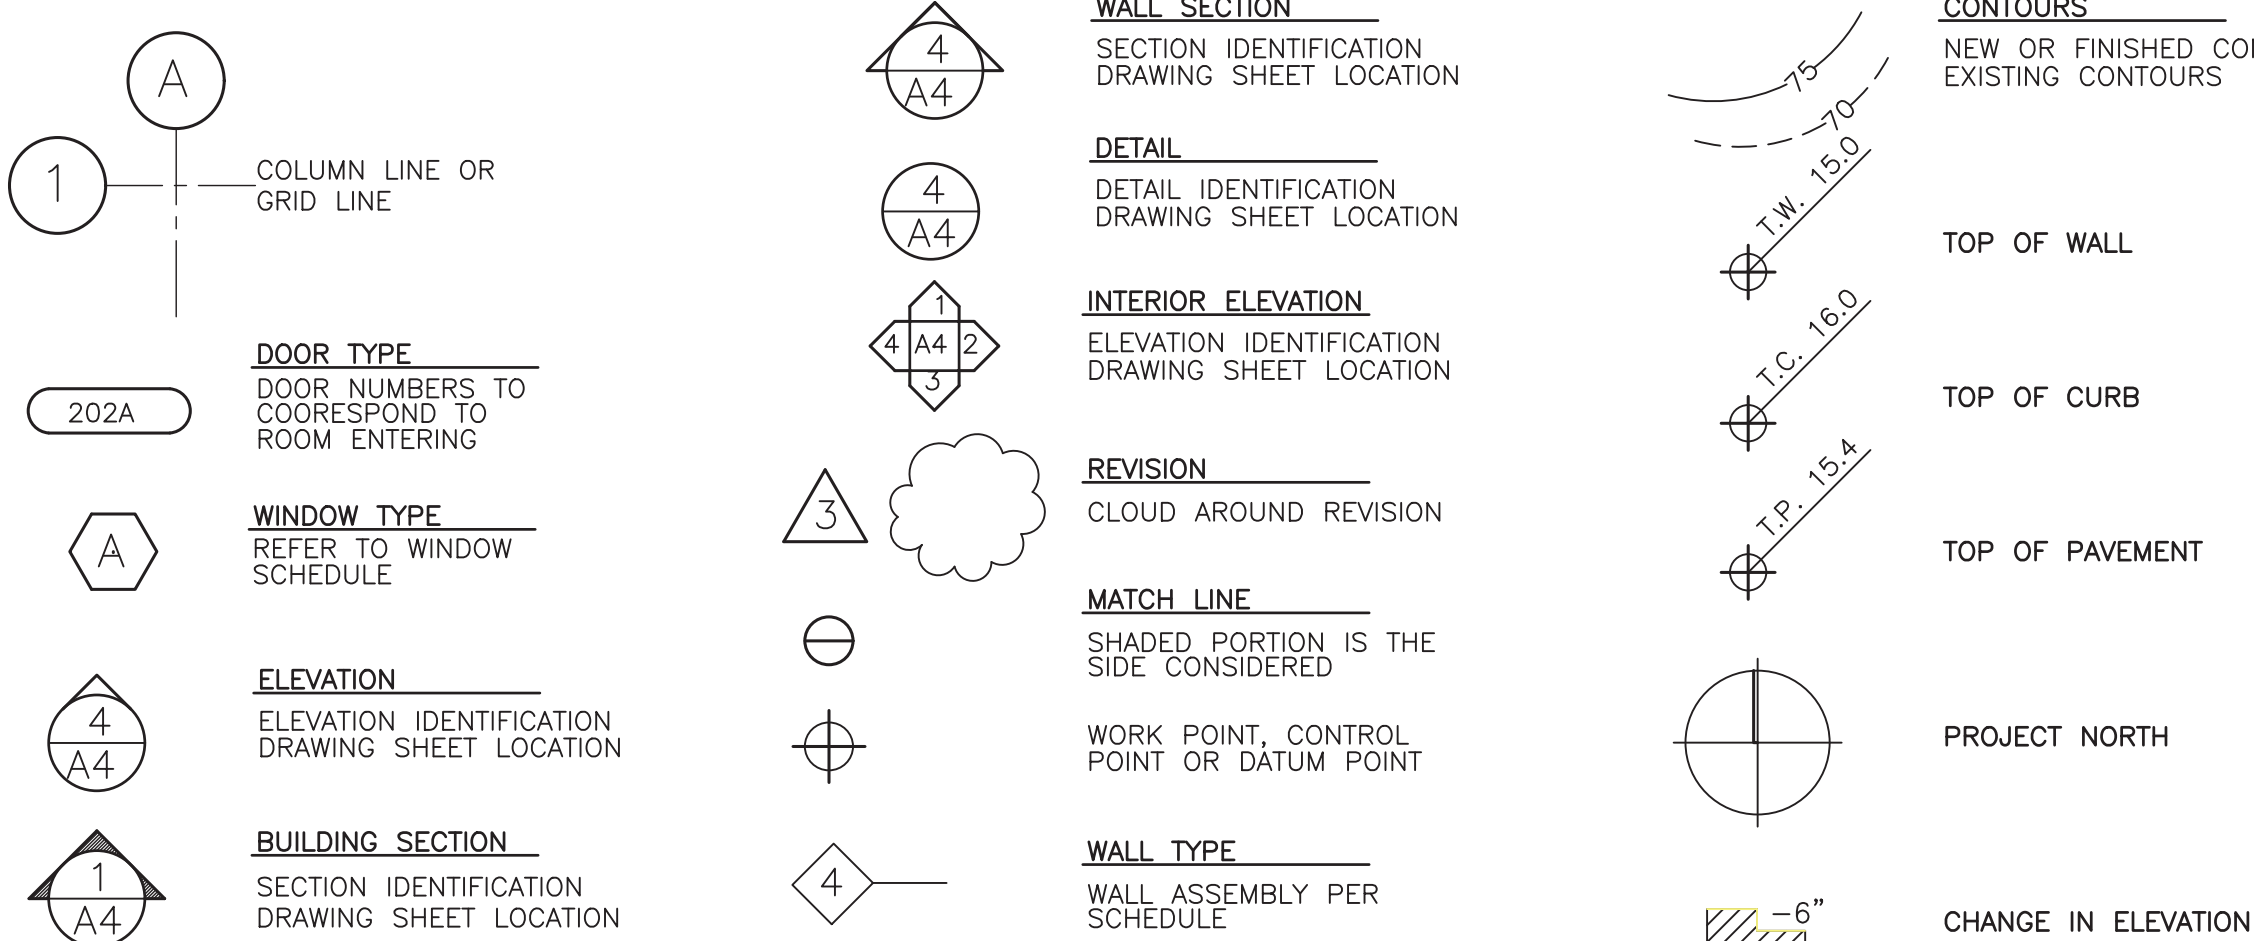 A
1
COLUMN LINE OR
GRID LINE
DOOR TYPE
202A
DOOR NUMBERS TO
COORESPOND TO
ROOM ENTERING
WINDOW TYPE
A
REFER TO WINDOW
SCHEDULE
ELEVATION
4
A4
ELEVATION IDENTIFICATION
DRAWING SHEET LOCATION
BUILDING SECTION
1
A4
SECTION IDENTIFICATION
DRAWING SHEET LOCATION
WALL SECTION
4
A4
SECTION IDENTIFICATION
DRAWING SHEET LOCATION
DETAIL
4
A4
DETAIL IDENTIFICATION
DRAWING SHEET LOCATION
INTERIOR ELEVATION
1
4 A4 2
3
ELEVATION IDENTIFICATION
DRAWING SHEET LOCATION
REVISION
3
CLOUD AROUND REVISION
MATCH LINE
SHADED PORTION IS THE
SIDE CONSIDERED
WORK POINT, CONTROL
POINT OR DATUM POINT
WALL TYPE
4
WALL ASSEMBLY PER
SCHEDULE
CONTOURS
75
70
NEW OR FINISHED
EXISTING CONTOURS
T.W. 15.0
TOP OF WALL
T.C. 16.0
TOP OF CURB
T.P. 15.4
TOP OF PAVEMENT
PROJECT NORTH
-6"
CHANGE IN ELEVATION